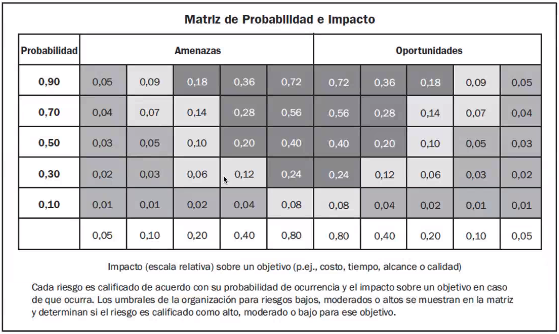 Matriz de Probabilidad e Impacto
Probabilidad Amenazas Oportunidades
0,90 0,05 0,09 0,18 0,36 0,72 0,72 0,36 0,18 0,09 0,05
0,70 0,04 0,07 0,14 0,28 0,56 0,56 0,28 0,14 0,07 0,04
0,50 0,03 0,05 0,10 0,20 0,40 0,40 0,20 0,10 0,05 0,03
0,30 0,02 0,03 0,06 0,12 0,24 0,24 0,12 0,06 0,03 0,02
0,10 0,01 0,01 0,02 0,04 0,08 0,08 0,04 0,02 0,01 0,01
0,05 0,10 0,20 0,40 0,80 0,80 0,40 0,20 0,10 0,05
Impacto (escala relativa) sobre un objetivo (p.ej., costo, tiempo, alcance o calidad)
Cada riesgo es calificado de acuerdo con su probabilidad de ocurrencia y el impacto sobre un objetivo en caso
de que ocurra. Los umbrales de la organización para riesgos bajos, moderados o altos se muestran en la matriz
y determinan si el riesgo es calificado como alto, moderado o bajo para ese objetivo.